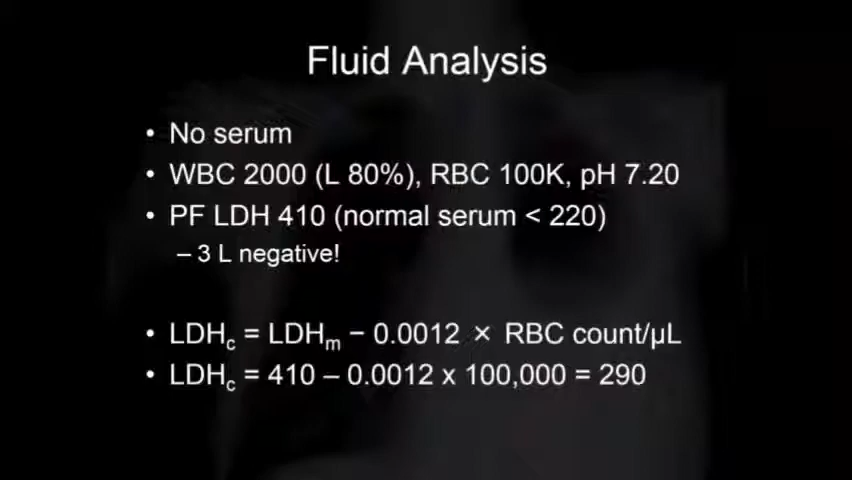 Fluid Analysis
• No serum
• WBC 2000 (L 80%), RBC 100K, pH 7.20
• PF LDH 410 (normal serum < 220)
– 3 L negative!
• LDHc = LDHm − 0.0012 × RBC count/μL
• LDHc = 410 – 0.0012 x 100,000 = 290